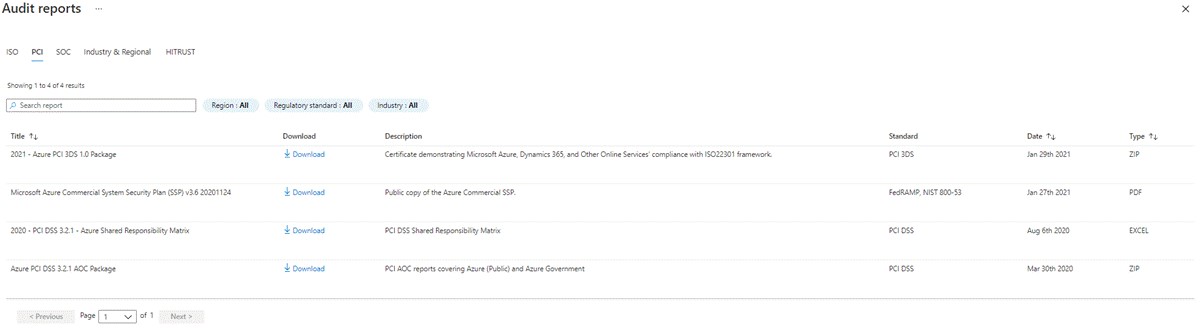 Audit reports ...
ISO PCI SOC Industry & Regional HITRUST
Showing 1 to 4 of 4 results
Search report Region : All Regulatory standard : All Industry : All
Title ↑↓ Download Description Standard Date ↑↓ Type ↑↓
2021 - Azure PCI 3DS 1.0 Package Download Certificate demonstrating Microsoft Azure, Dynamics 365, and Other Online Services' compliance with ISO22301 framework. PCI 3DS Jan 29th 2021 ZIP
Microsoft Azure Commercial System Security Plan (SSP) v3.6 20201124 Download Public copy of the Azure Commercial SSP. FedRAMP, NIST 800-53 Jan 27th 2021 PDF
2020 - PCI DSS 3.2.1 - Azure Shared Responsibility Matrix Download PCI DSS Shared Responsibility Matrix PCI DSS Aug 6th 2020 EXCEL
Azure PCI DSS 3.2.1 AOC Package Download PCI AOC reports covering Azure (Public) and Azure Government PCI DSS Mar 30th 2020 ZIP
< Previous Page 1 of 1 Next >